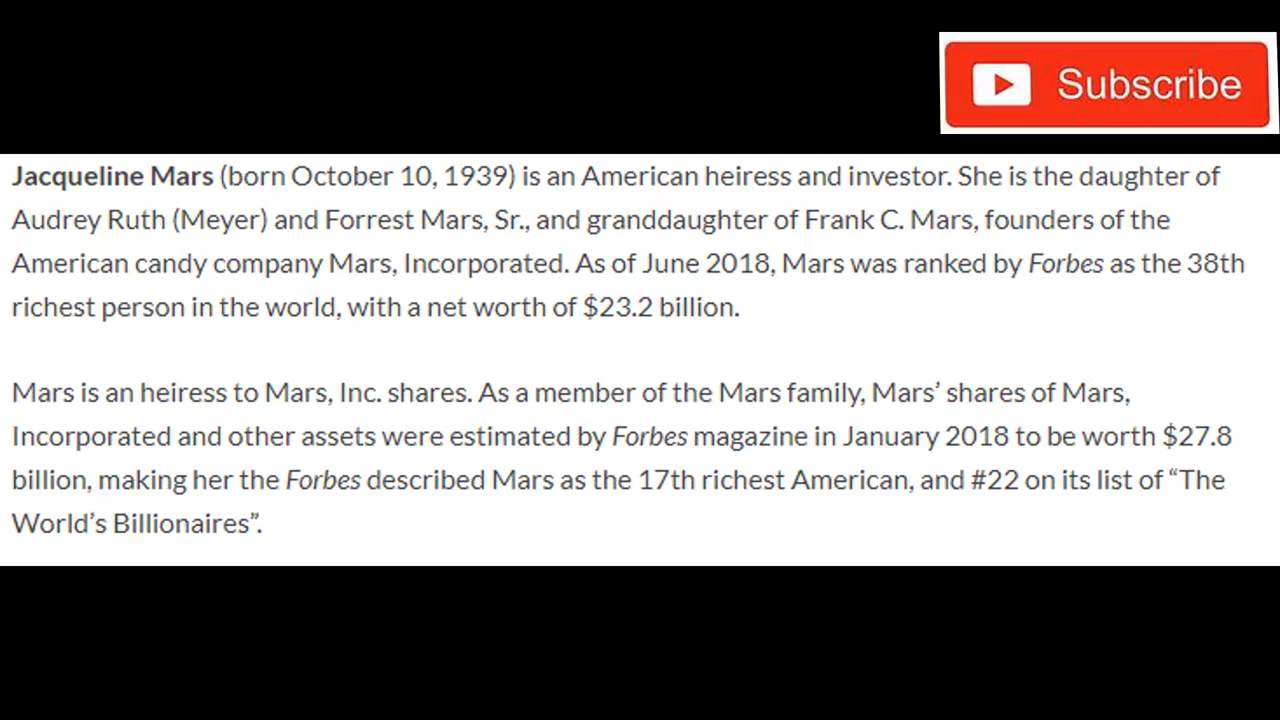 Subscribe
Jacqueline Mars (born October 10, 1939) is an American heiress and investor. She is the daughter of
Audrey Ruth (Meyer) and Forrest Mars, Sr., and granddaughter of Frank C. Mars, founders of the
American candy company Mars, Incorporated. As of June 2018, Mars was ranked by Forbes as the 38th
richest person in the world, with a net worth of $23.2 billion.
Mars is an heiress to Mars, Inc. shares. As a member of the Mars family, Mars’ shares of Mars,
Incorporated and other assets were estimated by Forbes magazine in January 2018 to be worth $27.8
billion, making her the Forbes described Mars as the 17th richest American, and #22 on its list of “The
World’s Billionaires”.